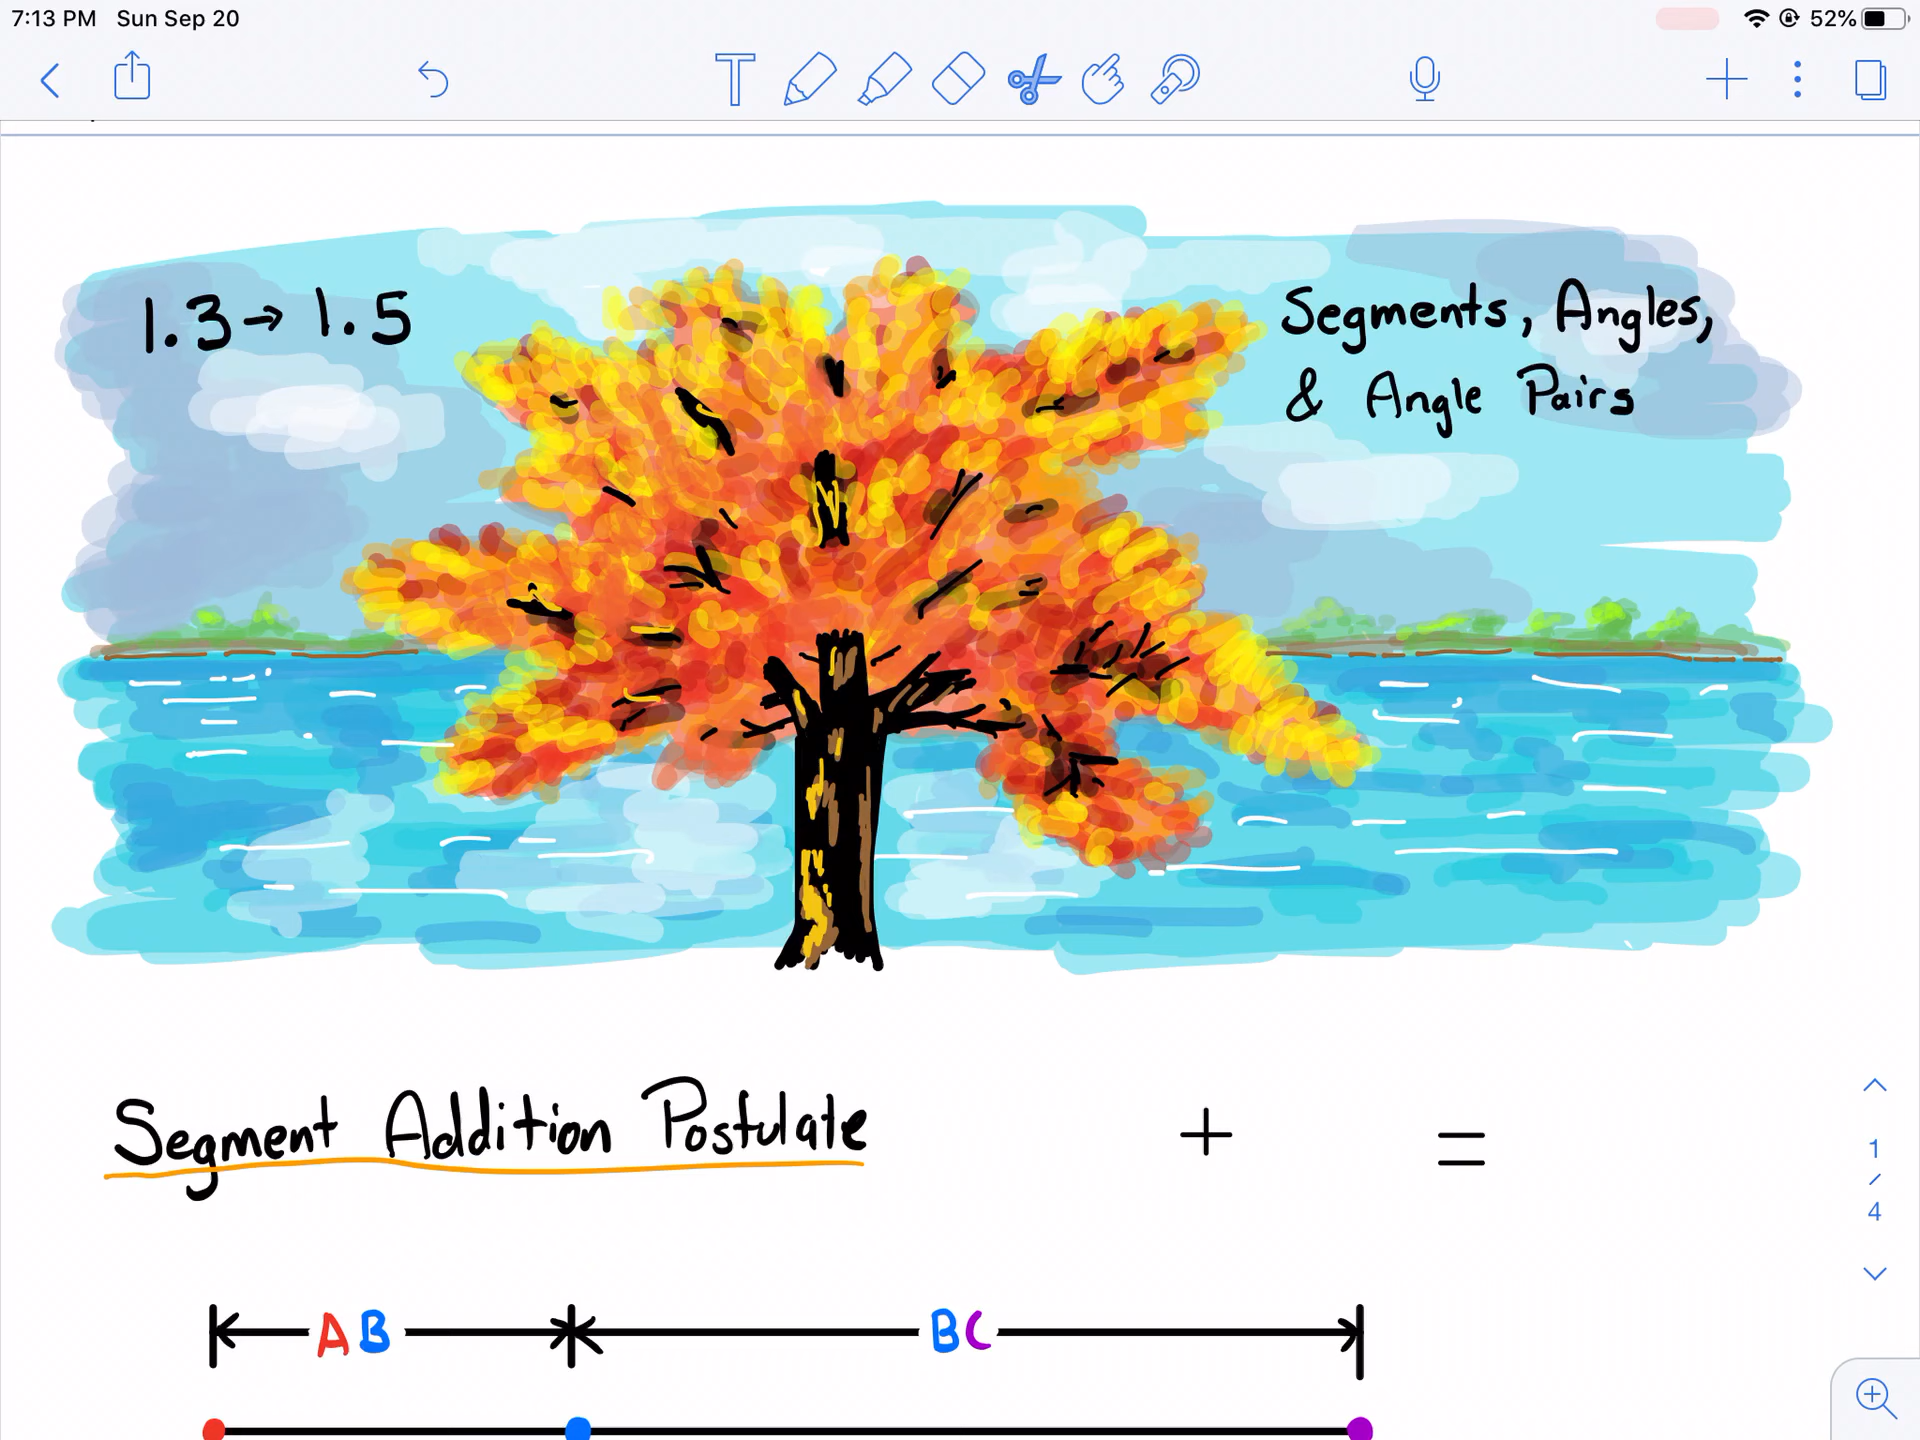 7:13 PM Sun Sep 20
52%
1.3→1.5
Segments, Angles,
& Angle Pairs
Segment Addition Postulate + =
1
/
4
AB BC